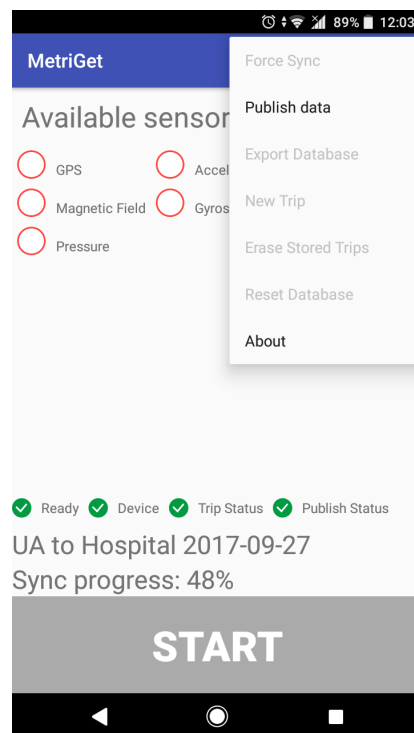 89% 12:03
MetriGet
Force Sync
Publish data
Export Database
New Trip
Erase Stored Trips
Reset Database
About
Available sensor
GPS Accel
Magnetic Field Gyros
Pressure
Ready Device Trip Status Publish Status
UA to Hospital 2017-09-27
Sync progress: 48%
START